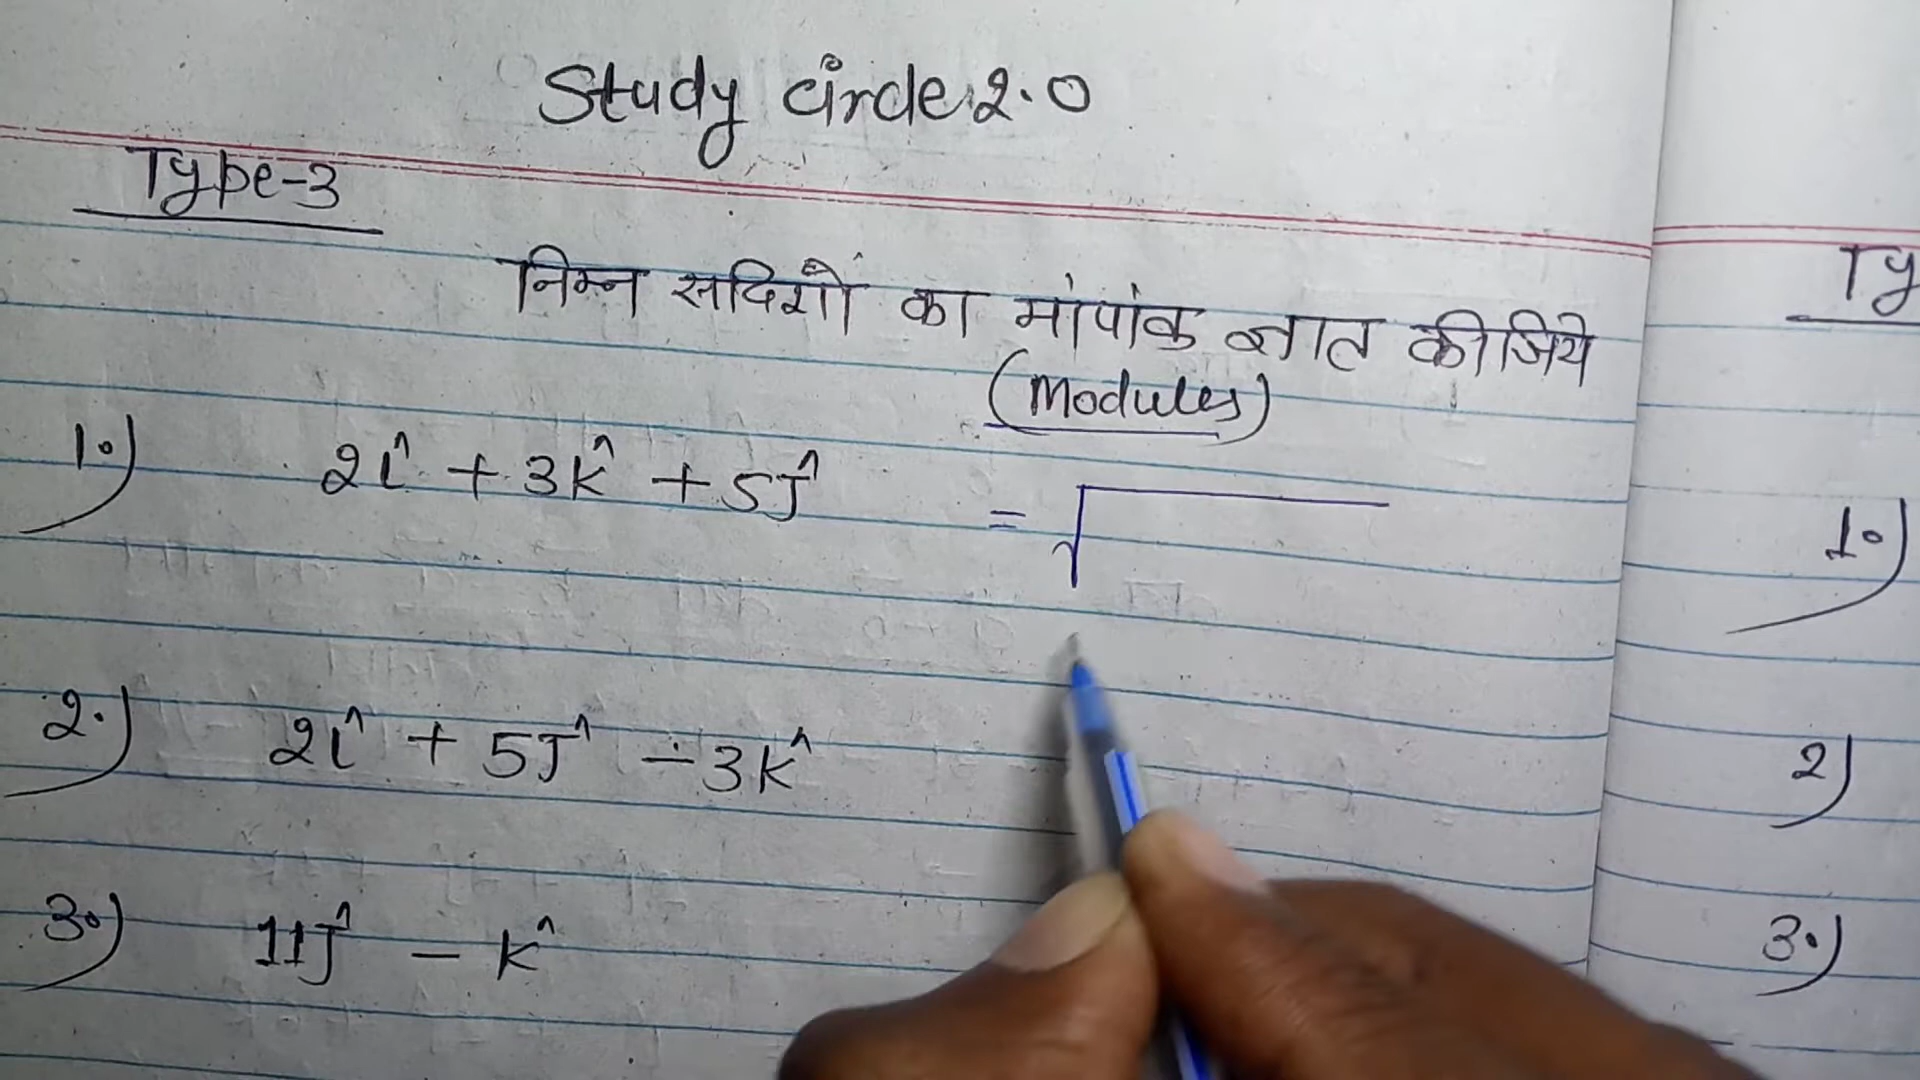 Study circle 2.0
Type-3
निम्न सदिशों का मांपांक ज्ञात कीजिये
(Modules)
1.) 2î + 3k̂ + 5ĵ = √
2.) 2î + 5ĵ - 3k̂
3.) 11ĵ - k̂
Ty
1.)
2)
3.)